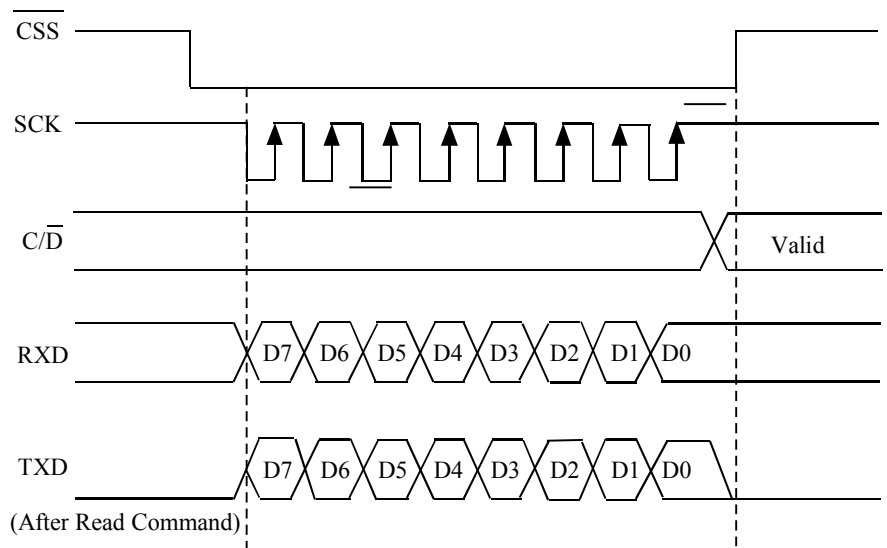 CSS
SCK
C/D
Valid
RXD
D7 D6 D5 D4 D3 D2 D1 D0
TXD
D7 D6 D5 D4 D3 D2 D1 D0
(After Read Command)